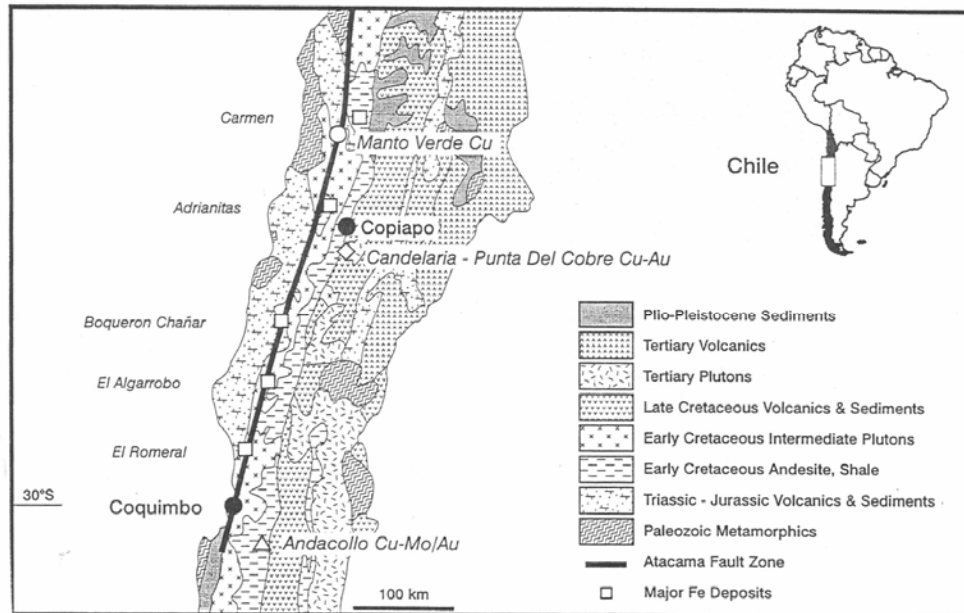 Carmen
Manto Verde Cu
Adrianitas
Copiapo
Candelaria - Punta Del Cobre Cu-Au
Boqueron Chañar
El Algarrobo
El Romeral
30°S
Coquimbo
Andacollo Cu-Mo/Au
100 km
Chile
Plio-Pleistocene Sediments
Tertiary Volcanics
Tertiary Plutons
Late Cretaceous Volcanics & Sediments
Early Cretaceous Intermediate Plutons
Early Cretaceous Andesite, Shale
Triassic - Jurassic Volcanics & Sediments
Paleozoic Metamorphics
Atacama Fault Zone
Major Fe Deposits